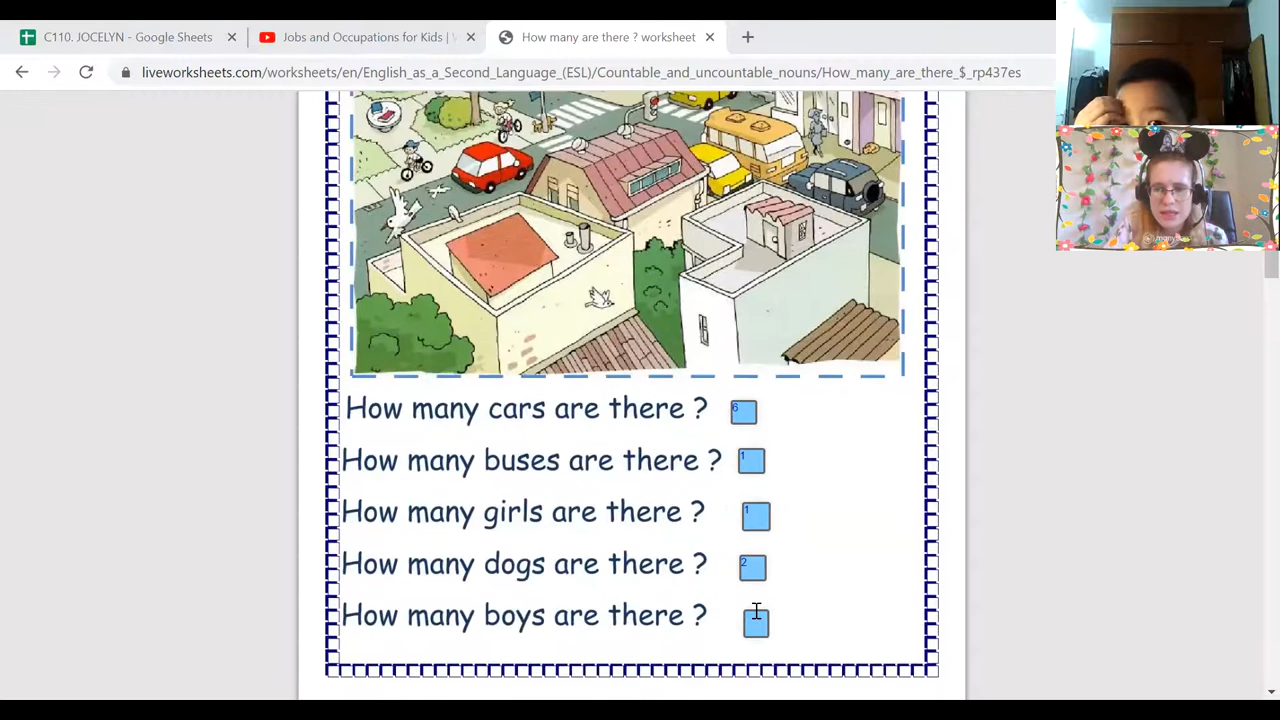 C110. JOCELYN - Google Sheets
Jobs and Occupations for Kids |
How many are there ? worksheet
liveworksheets.com/worksheets/en/English_as_a_Second_Language_(ESL)/Countable_and_uncountable_nouns/How_many_are_there_$_rp437es
How many cars are there ? 6
How many buses are there ? 1
How many girls are there ? 1
How many dogs are there ? 2
How many boys are there ?